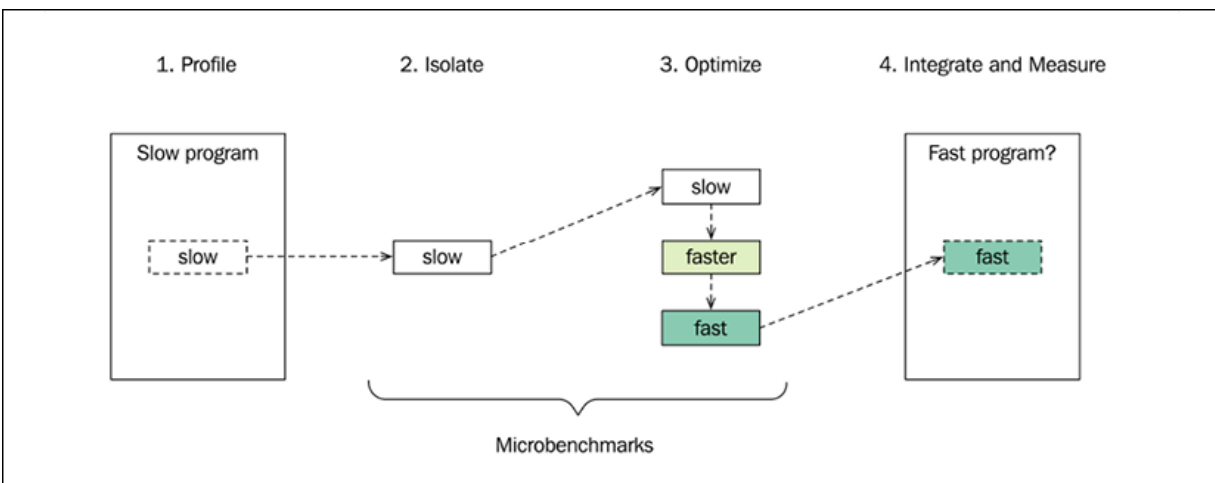 1. Profile
2. Isolate
3. Optimize
4. Integrate and Measure
Slow program
Fast program?
slow
slow
slow
faster
fast
fast
Microbenchmarks